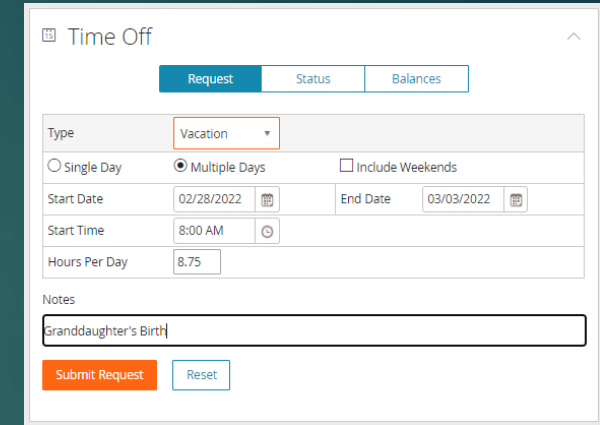 Time Off
Request Status Balances
Type Vacation
Single Day Multiple Days Include Weekends
Start Date 02/28/2022 End Date 03/03/2022
Start Time 8:00 AM
Hours Per Day 8.75
Notes
Granddaughter's Birth
Submit Request Reset